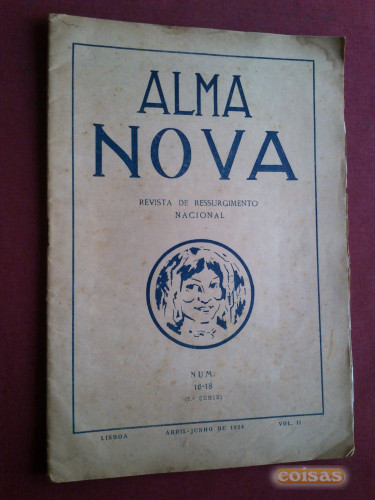 ALMA
NOVA
REVISTA DE RESSURGIMENTO
NACIONAL
NUM:
16-18
LISBOA ABRIL-JUNHO DE 1924 VOL. II
coisas